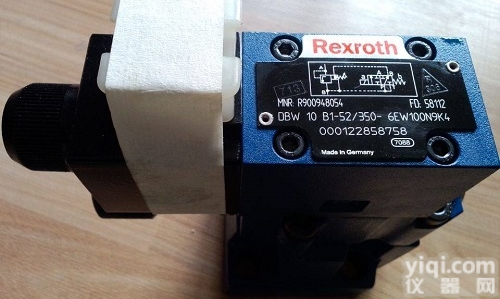 Rexroth
713
MNR: R900948054 FD: 58112
DBW 10 B1-52/350- 6EW100N9K4
000122858758
Made in Germany 7088
yiqi.com
仪器网